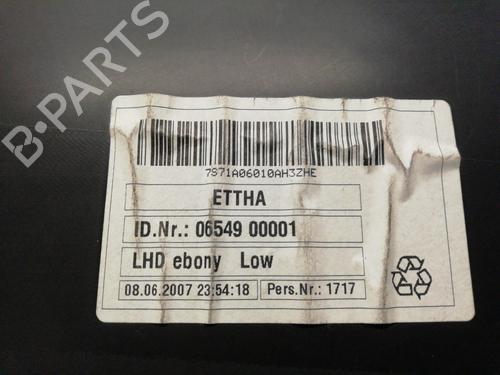 B-PARTS
7S71A06010AH3ZHE
ETTHA
ID.Nr.: 06549 00001
LHD ebony Low
08.06.2007 23:54:18 Pers.Nr.: 1717